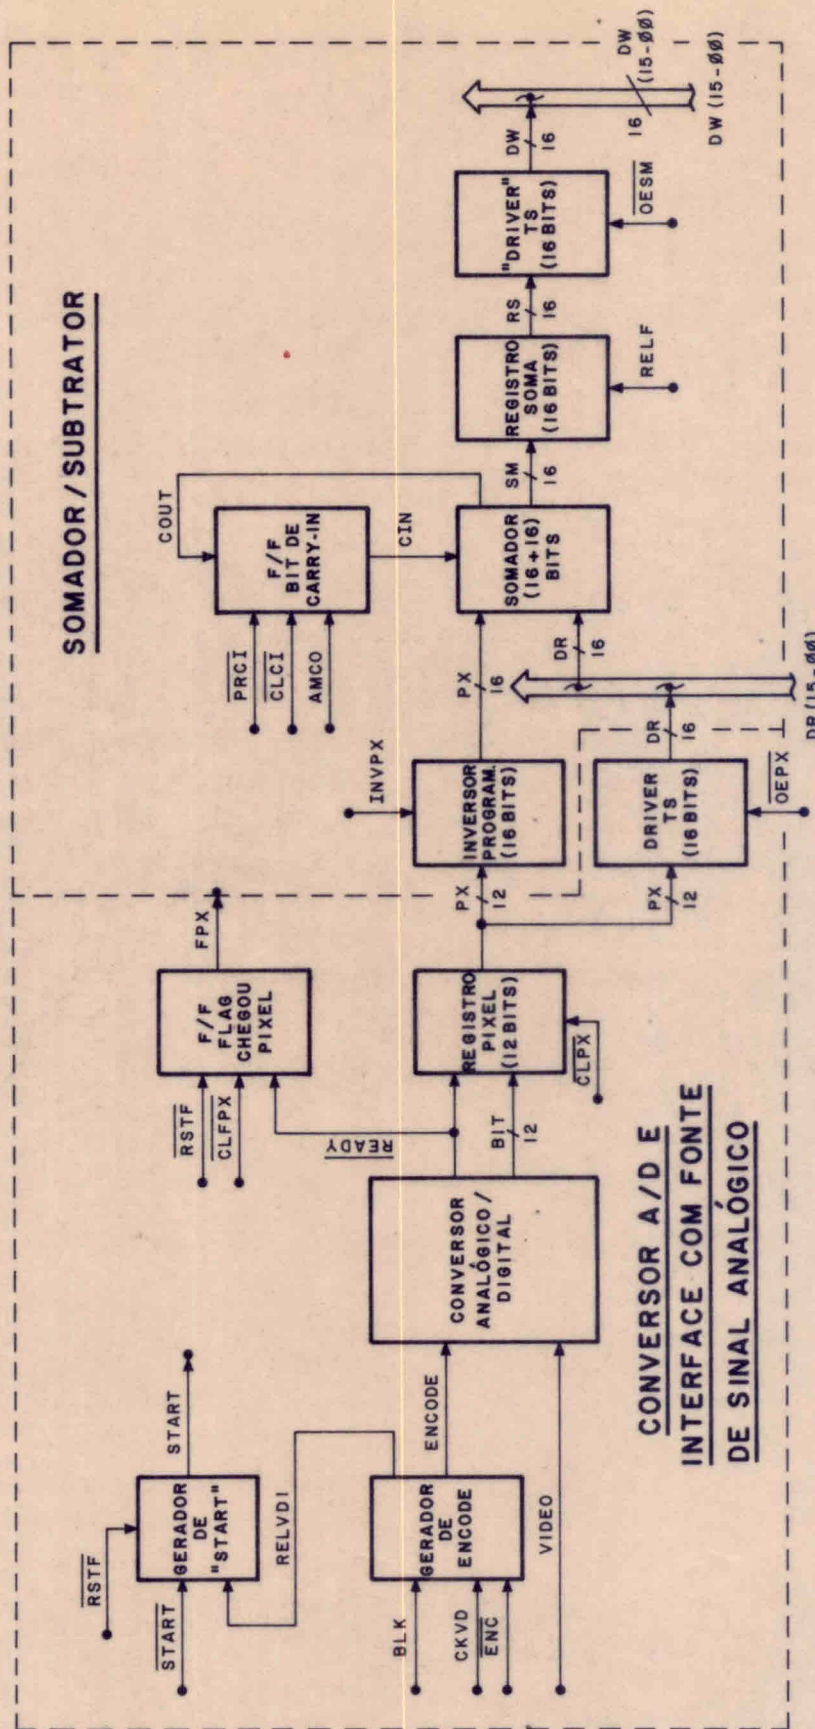 SOMADOR / SUBTRATOR
COUT
F/F
BIT DE
CARRY-IN
PRCI
CLCI
AMCO
CIN
INVPX
INVERSOR
PROGRAM.
(16 BITS)
PX
16
SOMADOR
(16+16)
BITS
DR
16
SM
16
REGISTRO
SOMA
(16 BITS)
RELF
RS
16
"DRIVER"
TS
(16 BITS)
OESM
DW
16
DW
(15-ØØ)
16
DW (15-ØØ)
DR
16
DR (15-ØØ)
DRIVER
TS
(16 BITS)
OEPX
PX
12
PX
12
FPX
F/F
FLAG
CHEGOU
PIXEL
RSTF
CLFPX
READY
REGISTRO
PIXEL
(12 BITS)
CLPX
BIT
12
CONVERSOR
ANALÓGICO/
DIGITAL
START
GERADOR
DE
"START"
RSTF
START
RELVDI
ENCODE
GERADOR
DE
ENCODE
BLK
CKVD
ENC
VIDEO
CONVERSOR A/D E
INTERFACE COM FONTE
DE SINAL ANALÓGICO